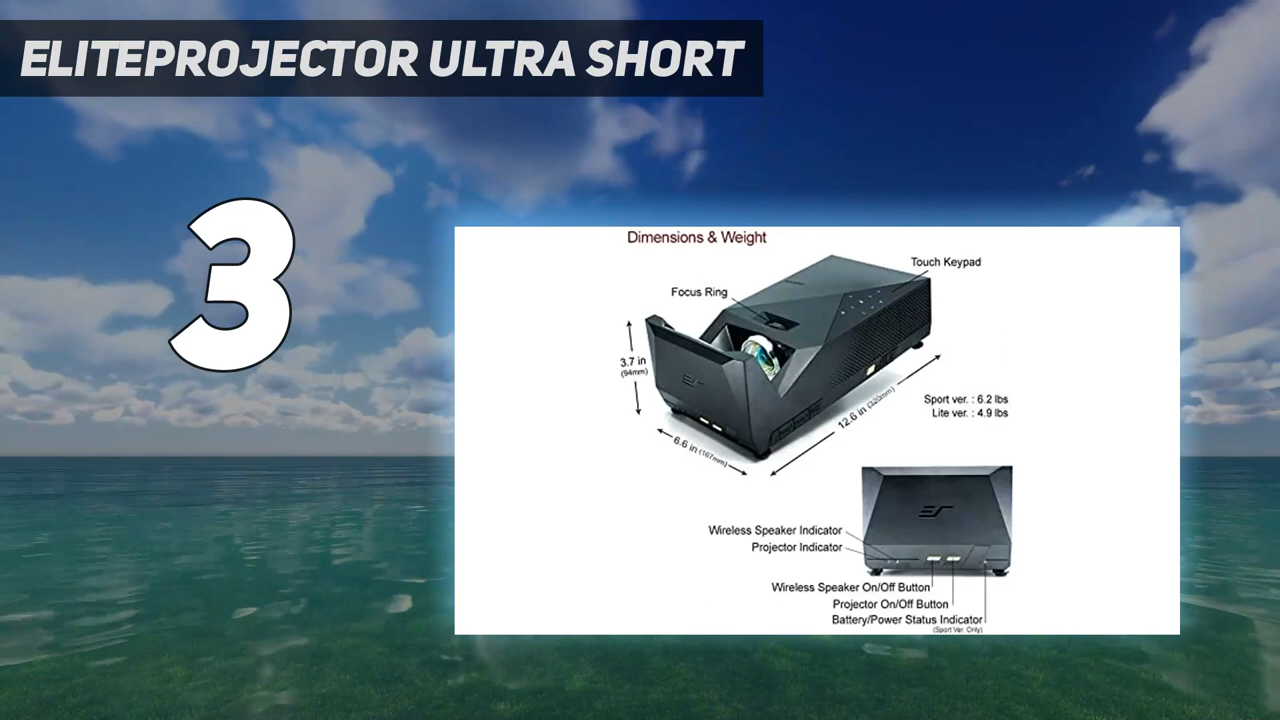 ELITEPROJECTOR ULTRA SHORT
3
Dimensions & Weight
Touch Keypad
Focus Ring
3.7 in
(94mm)
6.6 in (167mm)
12.6 in (320mm)
Sport ver. : 6.2 lbs
Lite ver. : 4.9 lbs
ES
Wireless Speaker Indicator
Projector Indicator
Wireless Speaker On/Off Button
Projector On/Off Button
Battery/Power Status Indicator
(Sport Ver. Only)